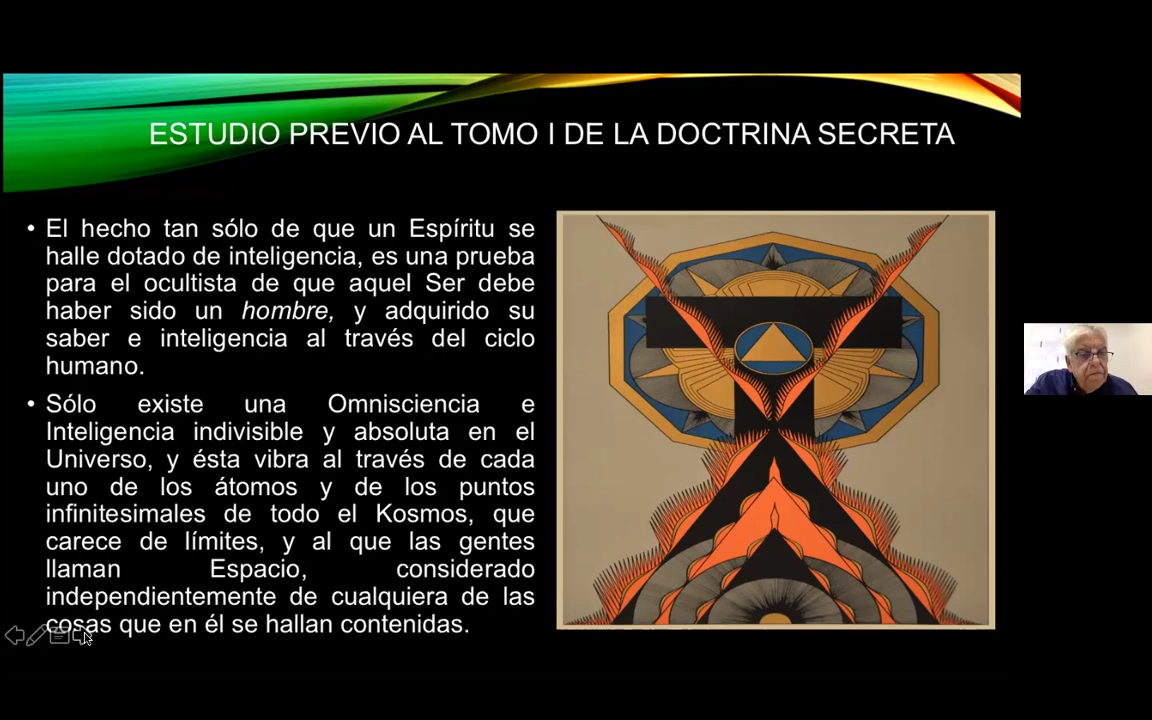 ESTUDIO PREVIO AL TOMO I DE LA DOCTRINA SECRETA
• El hecho tan sólo de que un Espíritu se
halle dotado de inteligencia, es una prueba
para el ocultista de que aquel Ser debe
haber sido un hombre, y adquirido su
saber e inteligencia al través del ciclo
humano.
• Sólo existe una Omnisciencia e
Inteligencia indivisible y absoluta en el
Universo, y ésta vibra al través de cada
uno de los átomos y de los puntos
infinitesimales de todo el Kosmos, que
carece de límites, y al que las gentes
llaman Espacio, considerado
independientemente de cualquiera de las
cosas que en él se hallan contenidas.